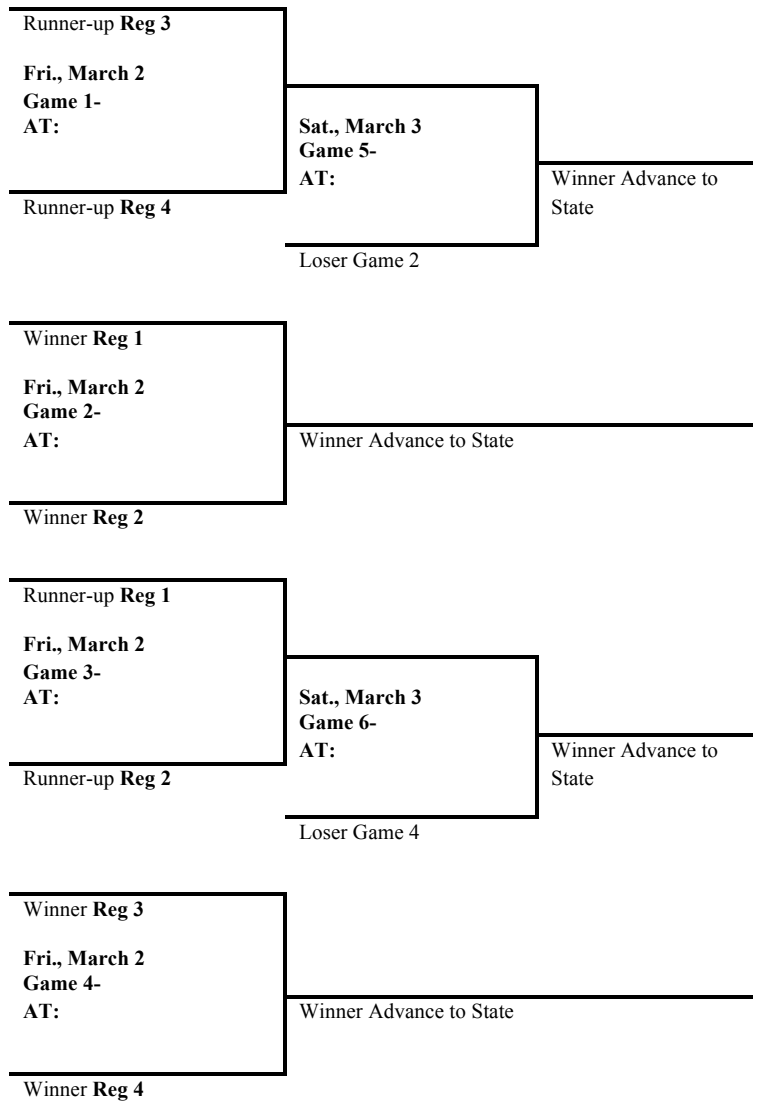 Runner-up Reg 3
Fri., March 2
Game 1-
AT:
Runner-up Reg 4
Sat., March 3
Game 5-
AT:
Loser Game 2
Winner Advance to
State
Winner Reg 1
Fri., March 2
Game 2-
AT:
Winner Reg 2
Winner Advance to State
Runner-up Reg 1
Fri., March 2
Game 3-
AT:
Runner-up Reg 2
Sat., March 3
Game 6-
AT:
Loser Game 4
Winner Advance to
State
Winner Reg 3
Fri., March 2
Game 4-
AT:
Winner Reg 4
Winner Advance to State